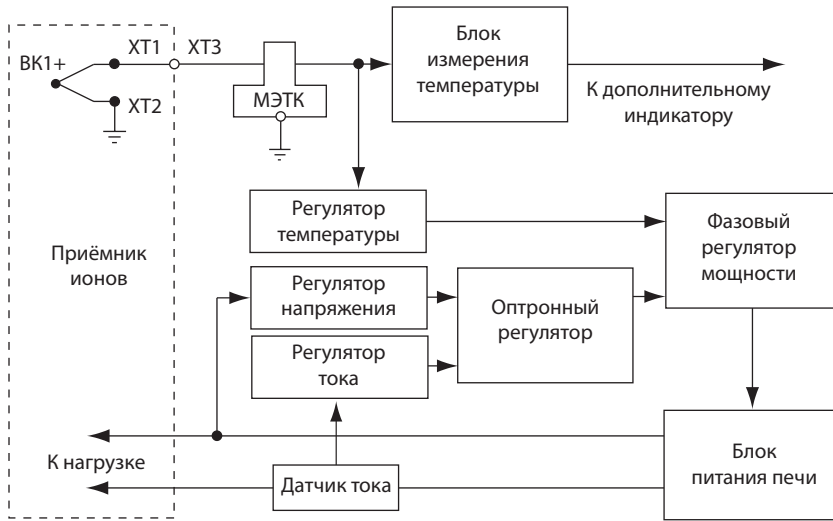 ВК1+
ХТ1
ХТ3
ХТ2
МЭТК
Блок
измерения
температуры
К дополнительному
индикатору
Регулятор
температуры
Фазовый
регулятор
мощности
Приёмник
ионов
Регулятор
напряжения
Оптронный
регулятор
Регулятор
тока
К нагрузке
Датчик тока
Блок
питания печи